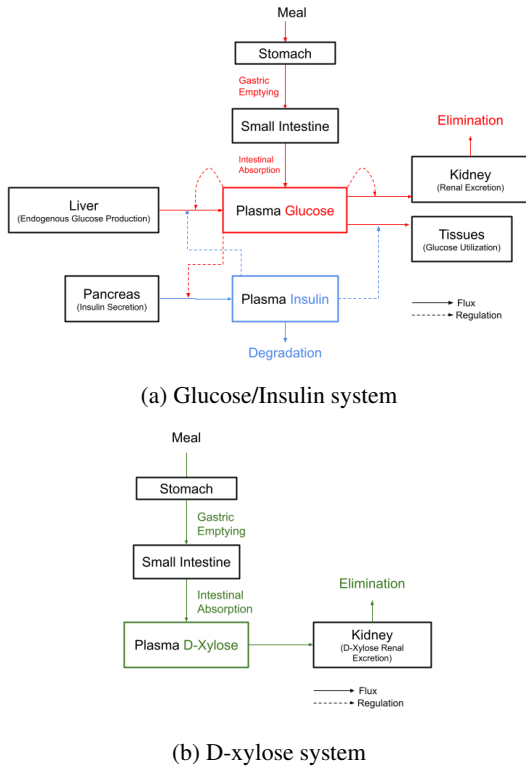 Meal
Stomach
Gastric
Emptying
Small Intestine
Elimination
Intestinal
Absorption
Kidney
(Renal Excretion)
Liver
(Endogenous Glucose Production)
Plasma Glucose
Tissues
(Glucose Utilization)
Pancreas
(Insulin Secretion)
Plasma Insulin
Flux
Regulation
Degradation
(a) Glucose/Insulin system
Meal
Stomach
Gastric
Emptying
Small Intestine
Elimination
Intestinal
Absorption
Plasma D-Xylose
Kidney
(D-Xylose Renal
Excretion)
Flux
Regulation
(b) D-xylose system